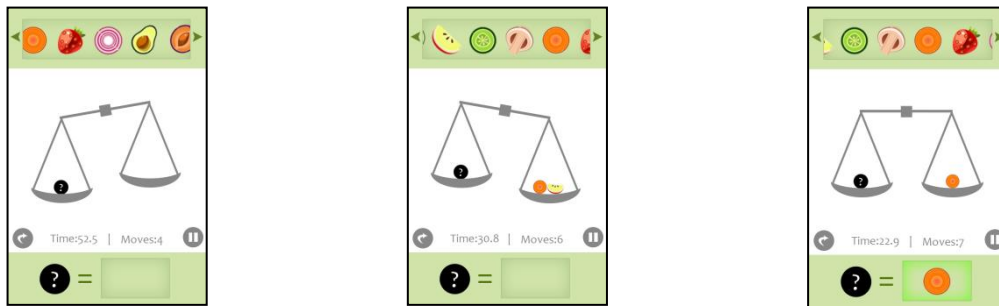 ?
Time:52.5 | Moves:4
? =
?
Time:30.8 | Moves:6
? =
?
Time:22.9 | Moves:7
? =